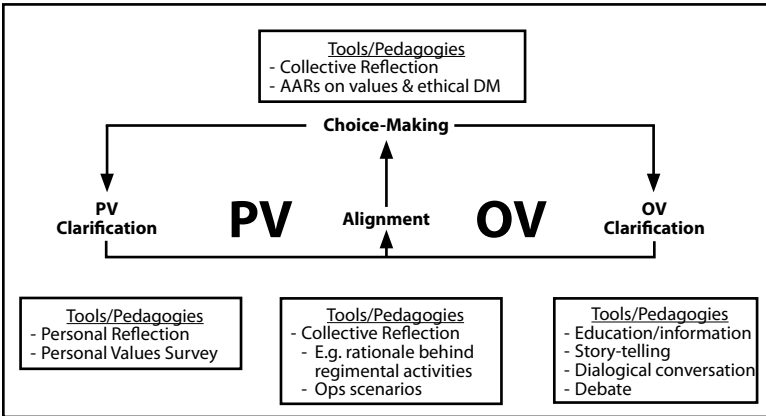 Tools/Pedagogies
- Collective Reflection
- AARs on values & ethical DM
Choice-Making
PV
Clarification
PV
Alignment
OV
OV
Clarification
Tools/Pedagogies
- Personal Reflection
- Personal Values Survey
Tools/Pedagogies
- Collective Reflection
- E.g. rationale behind
regimental activities
- Ops scenarios
Tools/Pedagogies
- Education/information
- Story-telling
- Dialogical conversation
- Debate